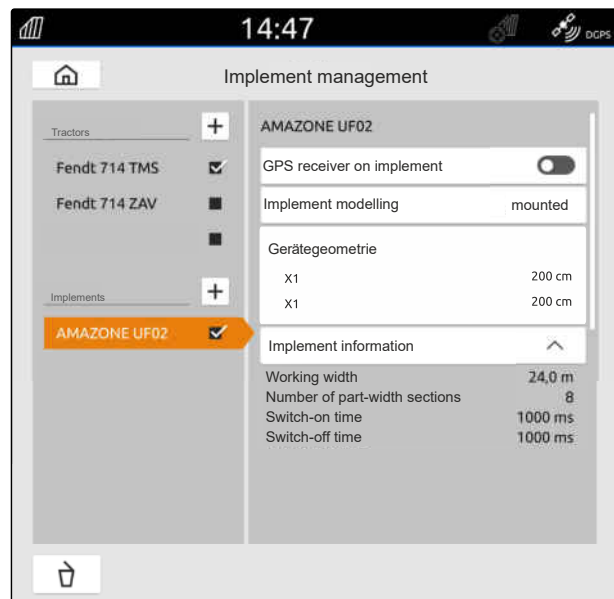 14:47
DGPS
Implement management
Tractors
+
Fendt 714 TMS
Fendt 714 ZAV
Implements
+
AMAZONE UF02
AMAZONE UF02
GPS receiver on implement
Implement modelling mounted
Gerätegeometrie
X1 200 cm
X1 200 cm
Implement information
Working width 24,0 m
Number of part-width sections 8
Switch-on time 1000 ms
Switch-off time 1000 ms